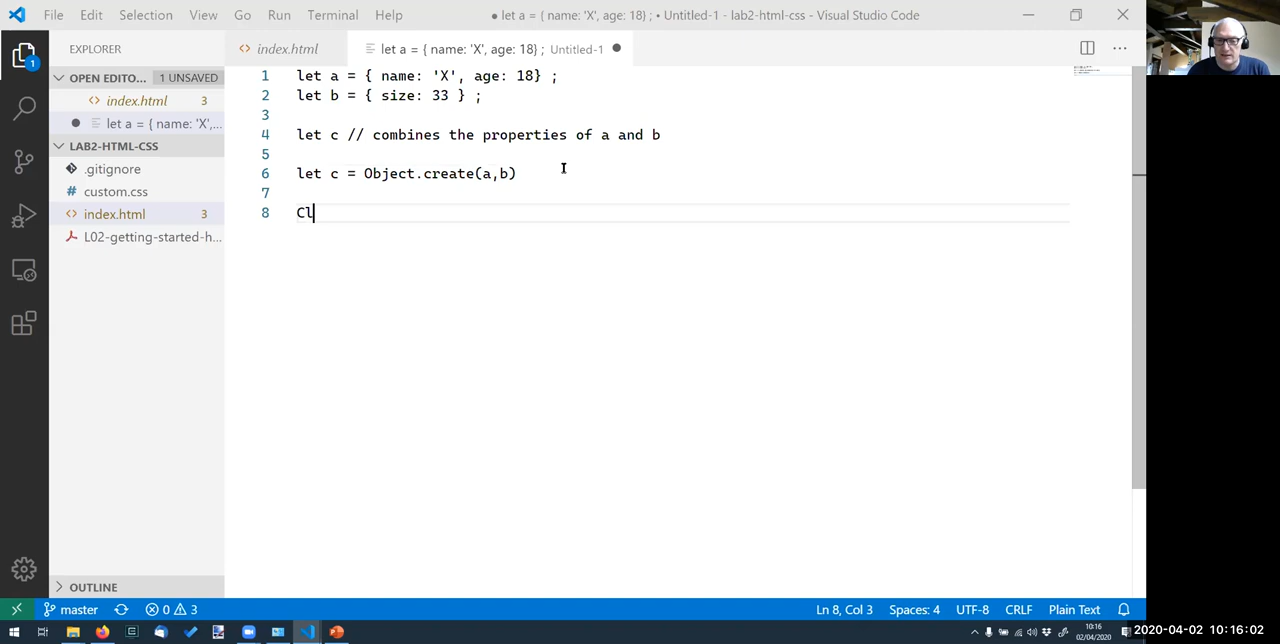 File Edit Selection View Go Run Terminal Help
● let a = { name: 'X', age: 18} ; • Untitled-1 - lab2-html-css - Visual Studio Code
EXPLORER
index.html
let a = { name: 'X', age: 18} ; Untitled-1
OPEN EDITO... 1 UNSAVED
index.html 3
let a = { name: 'X',...
LAB2-HTML-CSS
.gitignore
custom.css
index.html 3
L02-getting-started-h...
OUTLINE
1 let a = { name: 'X', age: 18} ;
2 let b = { size: 33 } ;
3
4 let c // combines the properties of a and b
5
6 let c = Object.create(a,b)
7
8 Cl
1
master 0 3
Ln 8, Col 3 Spaces: 4 UTF-8 CRLF Plain Text
10:16
02/04/2020
2020-04-02 10:16:02